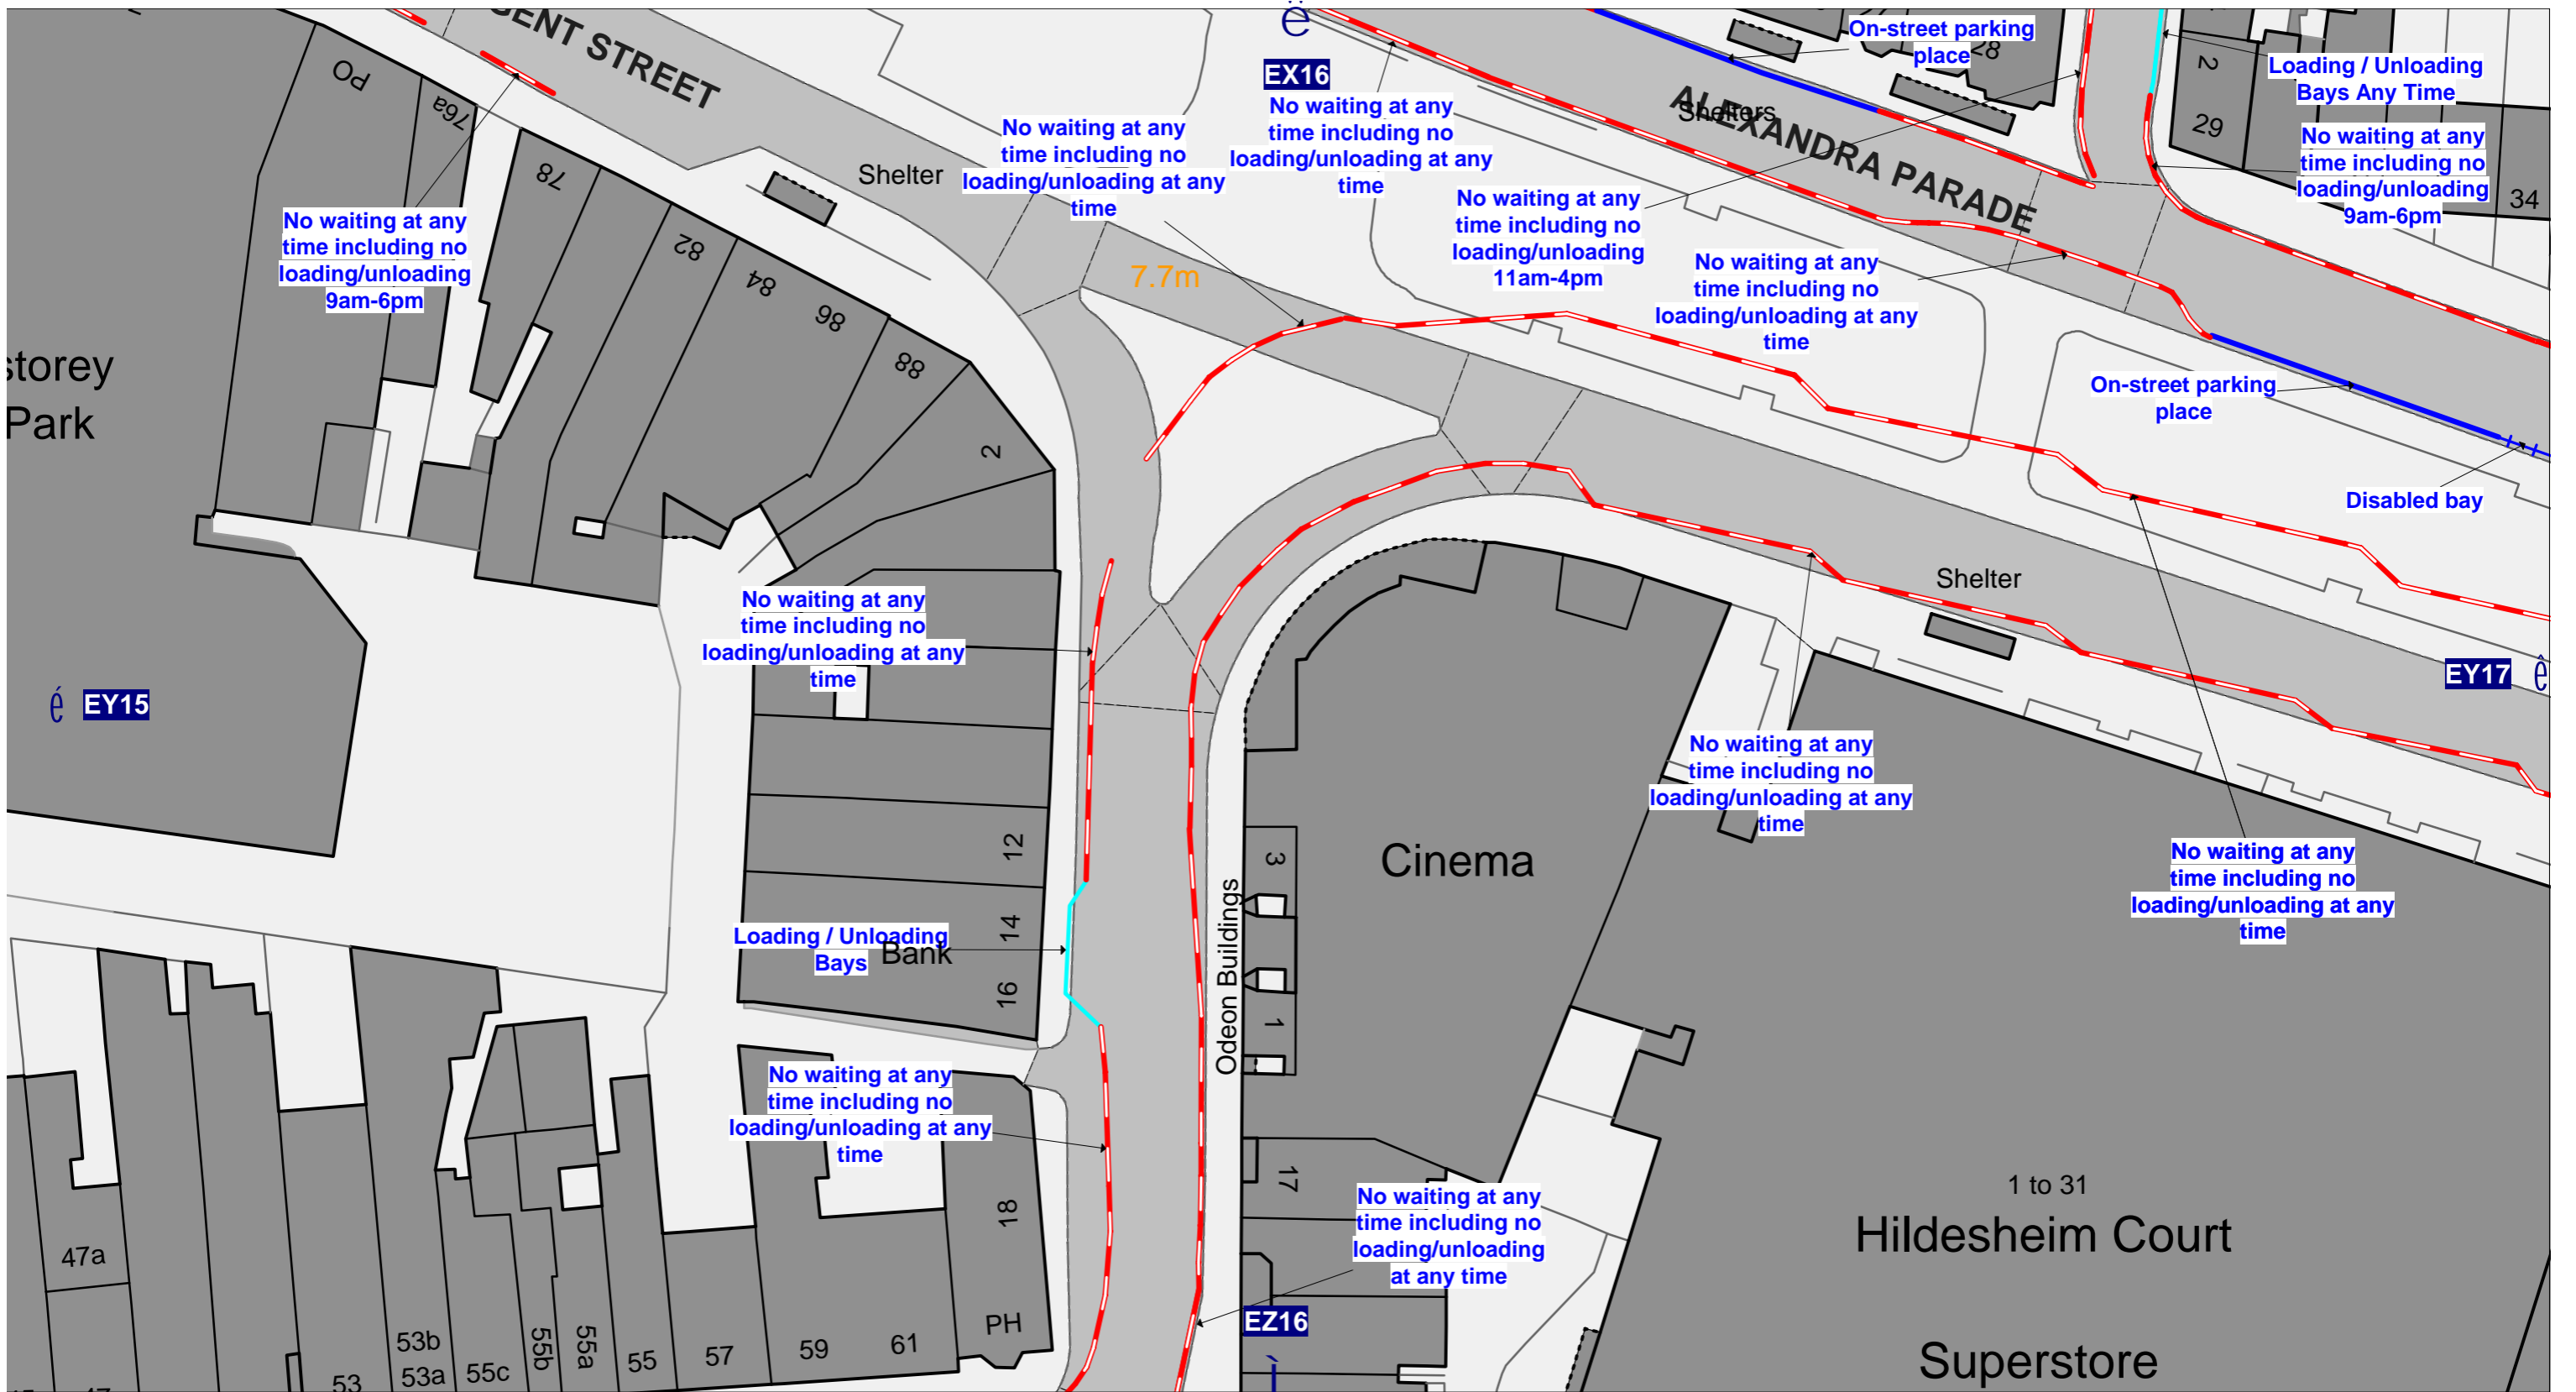 GENT STREET
PO
76a
78
82
84
86
88
2
Shelter
7.7m
EX16
ALEXANDRA PARADE
Shelters
28
2
29
34
On-street parking
place
Loading / Unloading
Bays Any Time
No waiting at any
time including no
loading/unloading
9am-6pm
No waiting at any
time including no
loading/unloading at any
time
No waiting at any
time including no
loading/unloading at any
time
No waiting at any
time including no
loading/unloading
11am-4pm
No waiting at any
time including no
loading/unloading at any
time
No waiting at any
time including no
loading/unloading
9am-6pm
On-street parking
place
Disabled bay
storey
Park
EY15
No waiting at any
time including no
loading/unloading at any
time
Shelter
EY17
No waiting at any
time including no
loading/unloading at any
time
No waiting at any
time including no
loading/unloading at any
time
12
14
16
Loading / Unloading
Bays
Bank
Odeon Buildings
3
1
Cinema
No waiting at any
time including no
loading/unloading at any
time
17
18
PH
No waiting at any
time including no
loading/unloading
at any time
EZ16
1 to 31
Hildesheim Court
Superstore
47a
53
53b
53a
55c
55b
55a
55
57
59
61